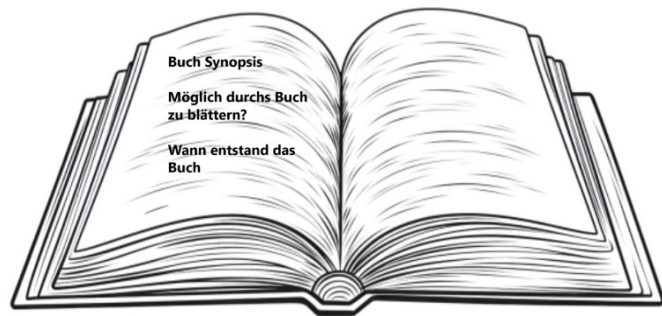 Buch Synopsis
Möglich durchs Buch
zu blättern?
Wann entstand das
Buch